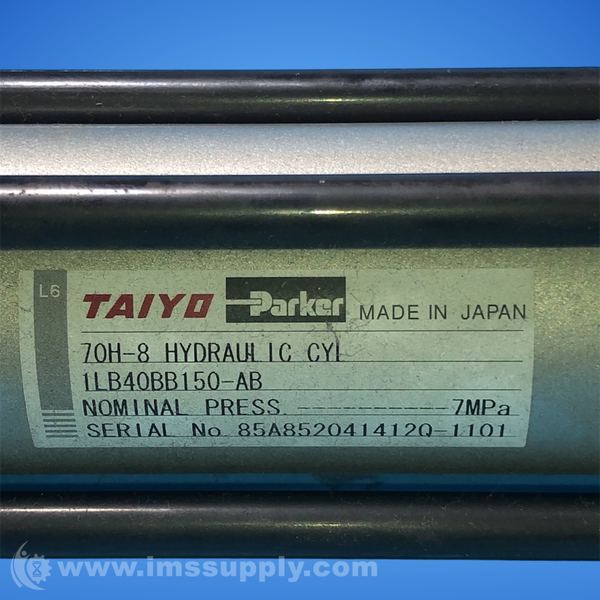 L6
TAIYO Parker MADE IN JAPAN
70H-8 HYDRAULIC CYL
1LB40BB150-AB
NOMINAL PRESS ----------7MPa
SERIAL No. 85A852041412Q-1101
www.imssupply.com